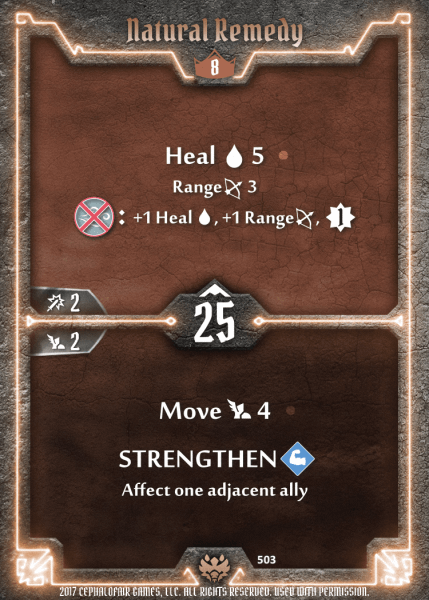 Natural Remedy
8
Heal 5
Range 3
: +1 Heal , +1 Range , 1
2
25
2
Move 4
STRENGTHEN
Affect one adjacent ally
503
2017 CEPHALOFAIR GAMES, LLC. ALL RIGHTS RESERVED. USED WITH PERMISSION.